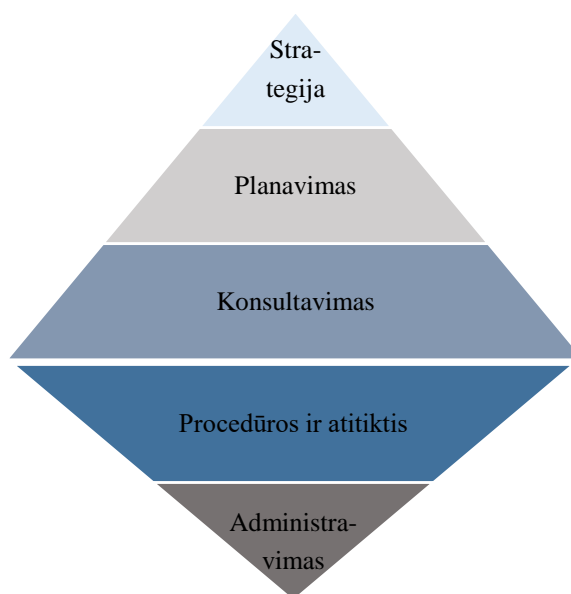 Stra-
tegija
Planavimas
Konsultavimas
Procedūros ir atitiktis
Administra-
vimas